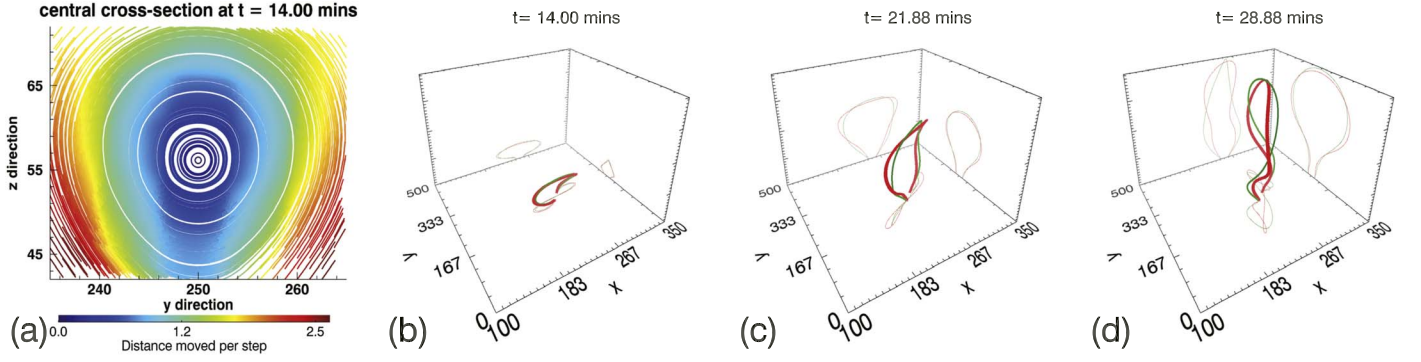 central cross-section at t = 14.00 mins
65
55
45
z direction
240
250
260
y direction
0.0
1.2
2.5
Distance moved per step
(a)
t= 14.00 mins
500
333
167
0
y
100
183
267
350
x
(b)
t= 21.88 mins
500
333
167
0
y
100
183
267
350
x
(c)
t= 28.88 mins
500
333
167
0
y
100
183
267
350
x
(d)